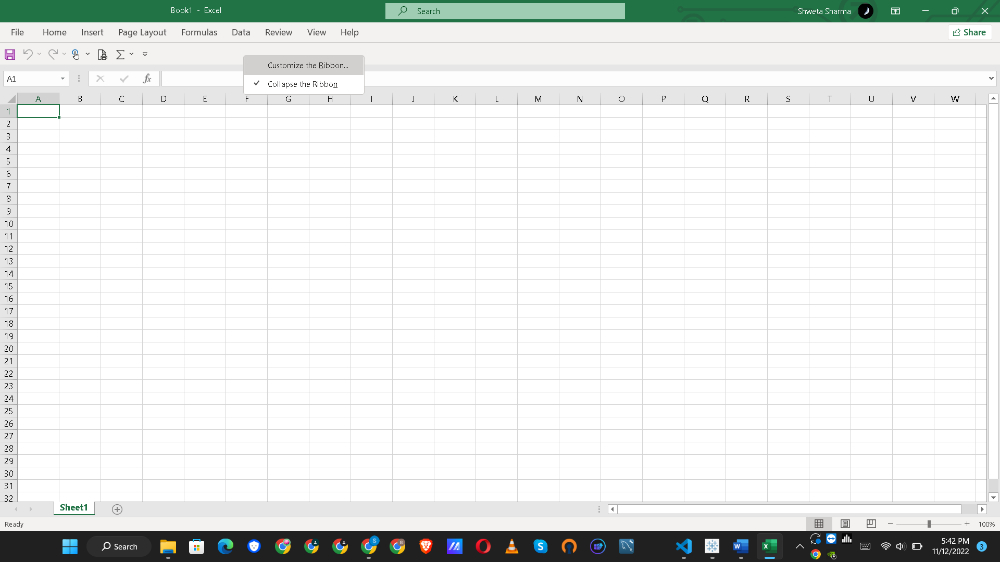 Book1 - Excel
Search
Shweta Sharma
File Home Insert Page Layout Formulas Data Review View Help
Share
Customize the Ribbon...
A1
fx
Collapse the Ribbon
A B C D E F G H I J K L M N O P Q R S T U V W
1
2
3
4
5
6
7
8
9
10
11
12
13
14
15
16
17
18
19
20
21
22
23
24
25
26
27
28
29
30
31
32
Sheet1
Ready
100%
Search
5:42 PM
11/12/2022
3